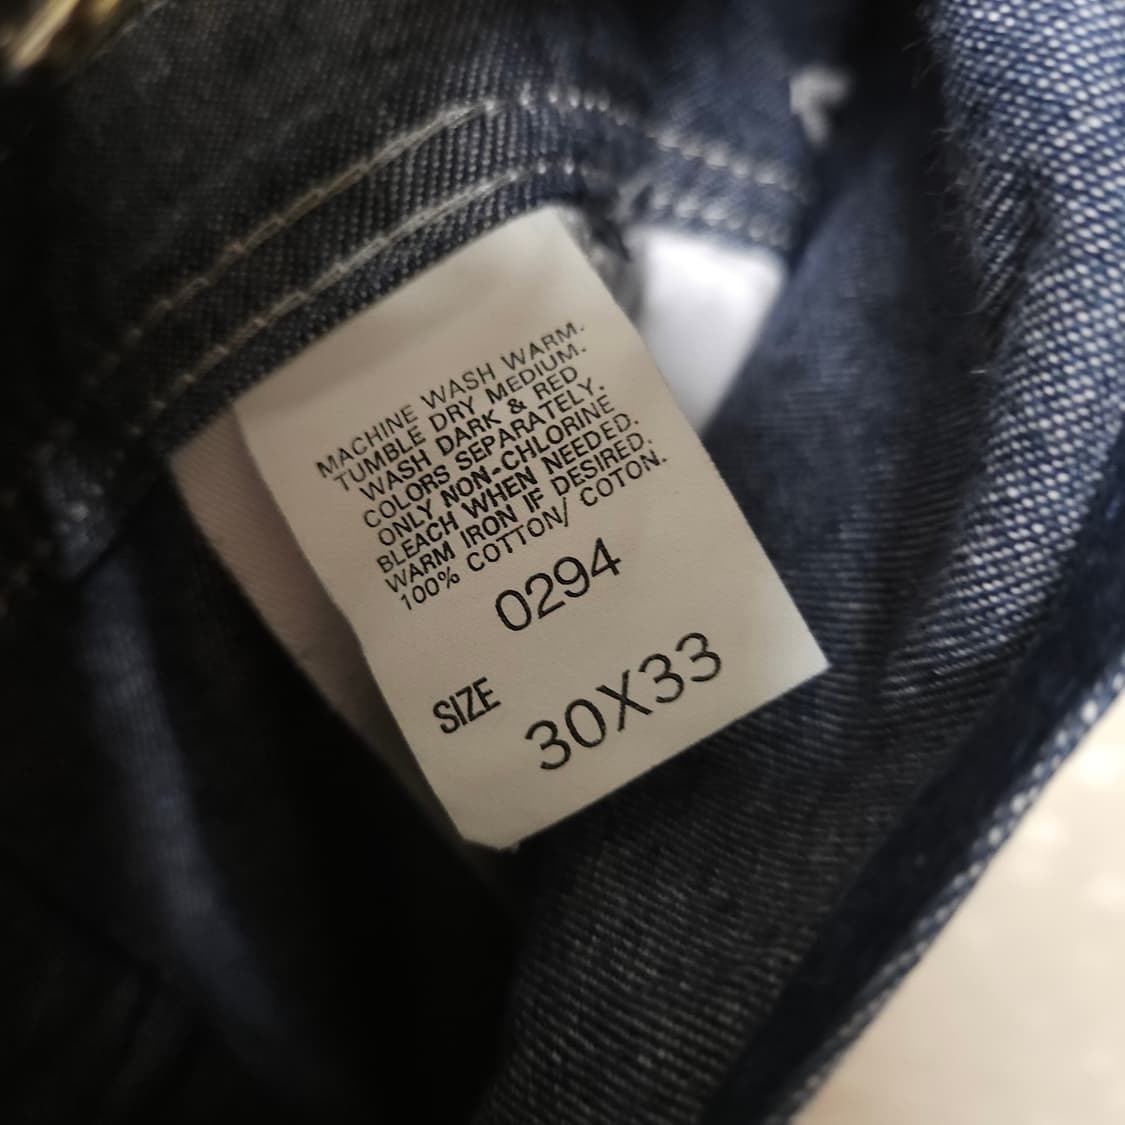 MACHINE WASH WARM.
TUMBLE DRY MEDIUM.
WASH DARK & RED
COLORS SEPARATELY.
ONLY NON-CHLORINE
BLEACH WHEN NEEDED.
WARM IRON IF DESIRED.
100% COTTON/ COTON.
0294
SIZE 30X33